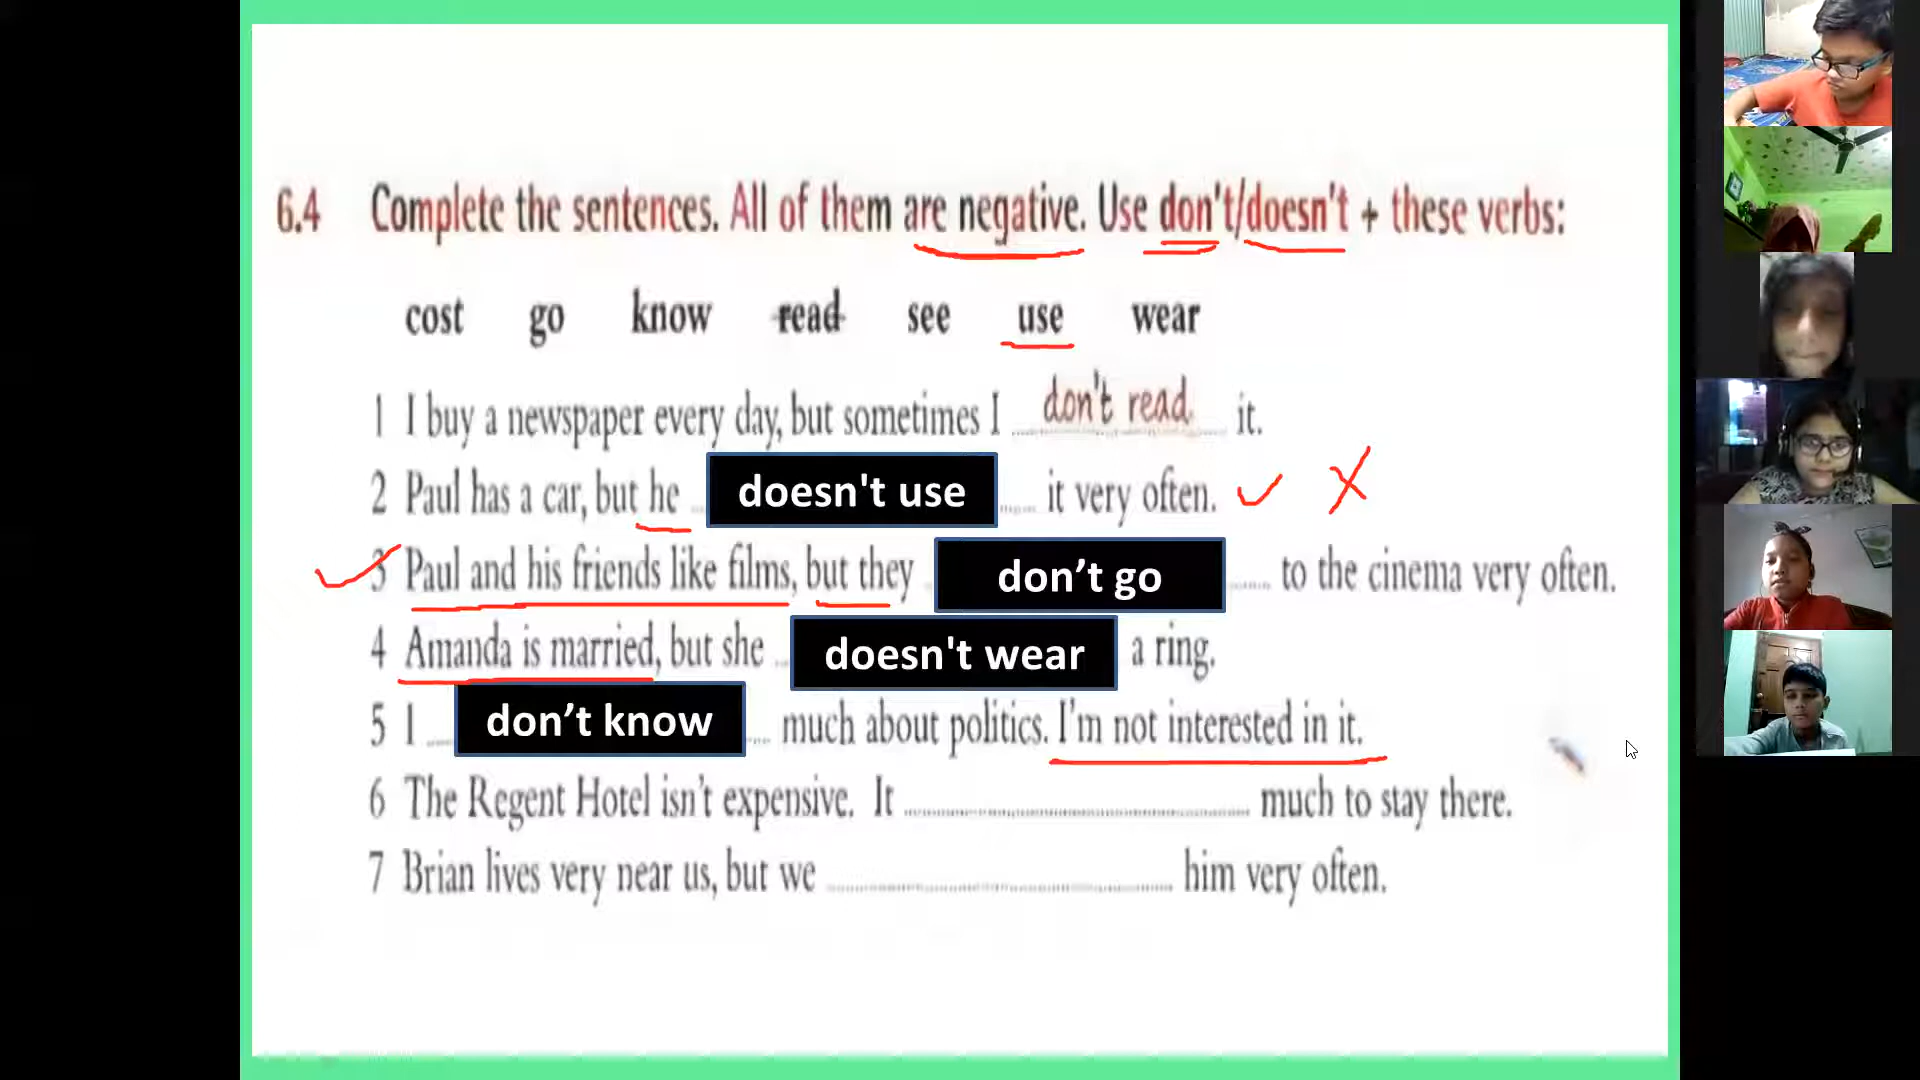 6.4 Complete the sentences. All of them are negative. Use don't/doesn't + these verbs:
cost go know read see use wear
1 I buy a newspaper every day, but sometimes I don't read it.
2 Paul has a car, but he doesn't use it very often.
3 Paul and his friends like films, but they don’t go to the cinema very often.
4 Amanda is married, but she doesn't wear a ring.
5 I don’t know much about politics. I'm not interested in it.
6 The Regent Hotel isn't expensive. It ........ much to stay there.
7 Brian lives very near us, but we ........ him very often.